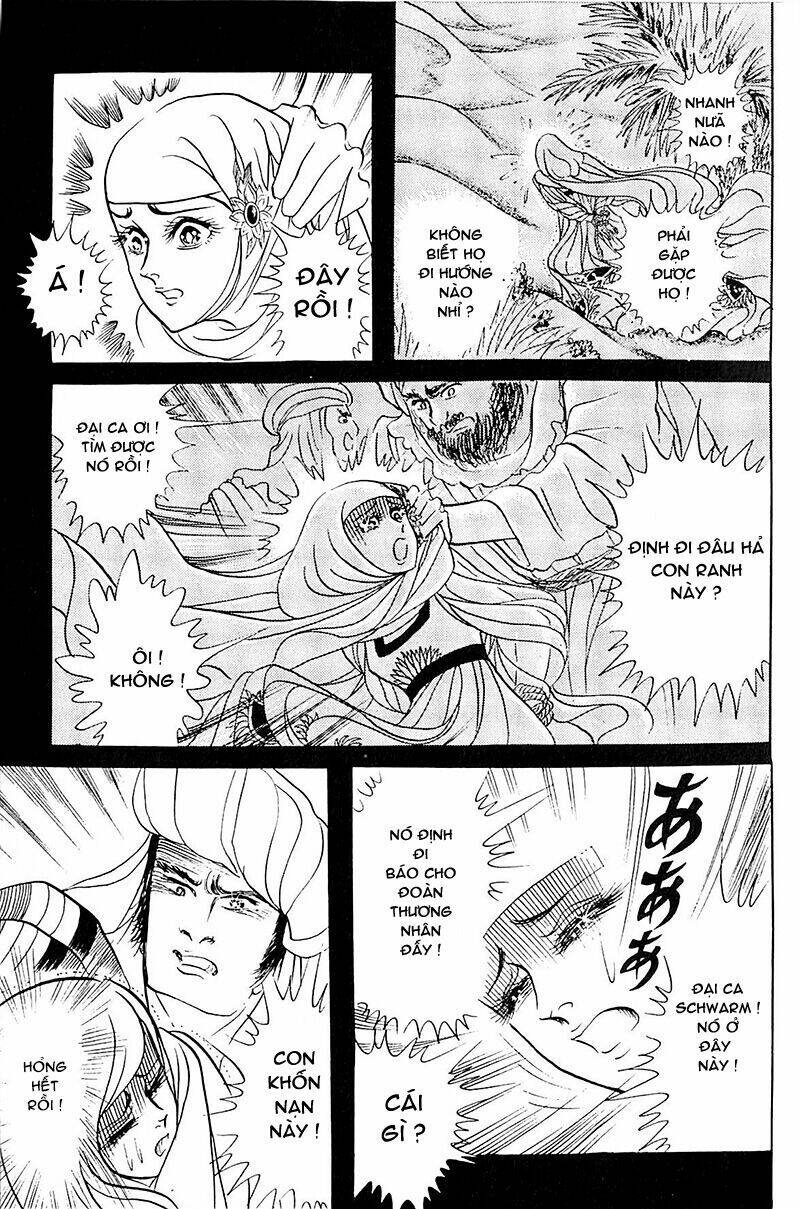 NHANH
NỮA
NÀO !
PHẢI
GẶP
ĐƯỢC
HỌ !
KHÔNG
BIẾT HỌ
ĐI HƯỚNG
NÀO
NHỈ ?
ĐÂY
RỒI !
Á !
ĐẠI CA ƠI !
TÌM ĐƯỢC
NÓ RỒI !
ĐỊNH ĐI ĐÂU HẢ
CON RANH
NÀY ?
ÔI !
KHÔNG !
あああ
ĐẠI CA
SCHWARM !
NÓ Ở
ĐÂY
NÀY !
NÓ ĐỊNH
ĐI
BÁO CHO
ĐOÀN
THƯƠNG
NHÂN
ĐẤY !
CÁI
GÌ ?
CON
KHỐN
NẠN
NÀY !
HỎNG
HẾT
RỒI !